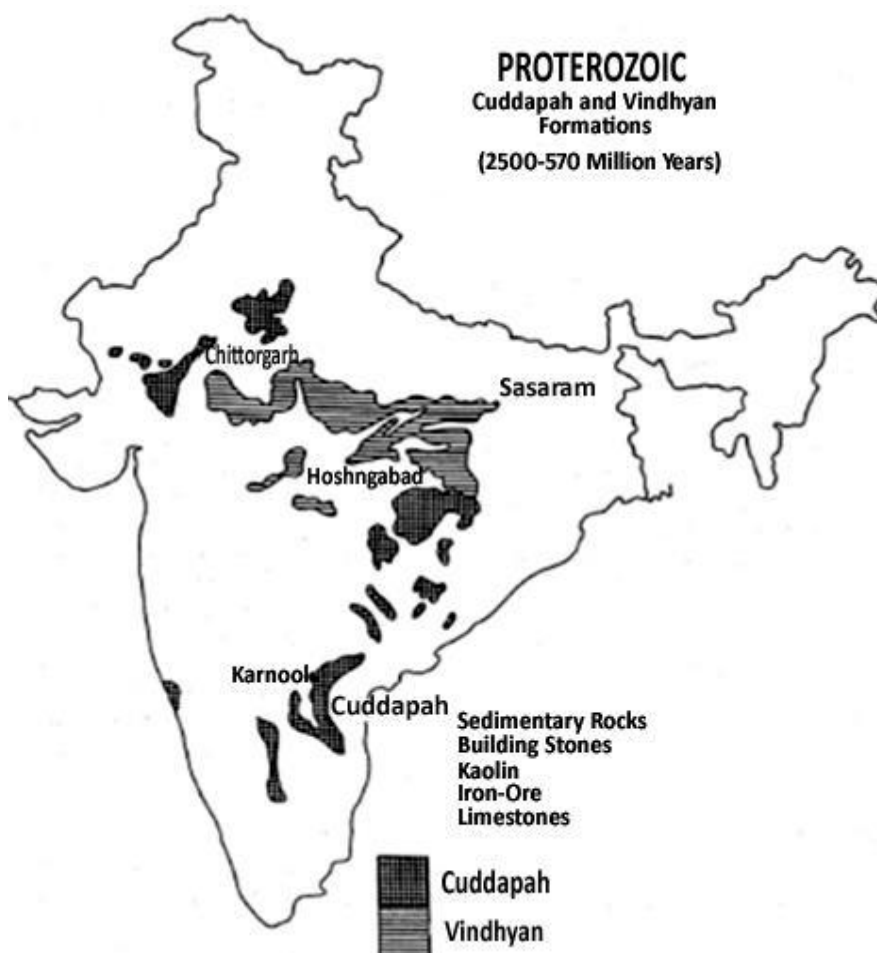 PROTEROZOIC
Cuddapah and Vindhyan
Formations
(2500-570 Million Years)
Chittorgarh
Sasaram
Hoshngabad
Karnool
Cuddapah
Sedimentary Rocks
Building Stones
Kaolin
Iron-Ore
Limestones
Cuddapah
Vindhyan